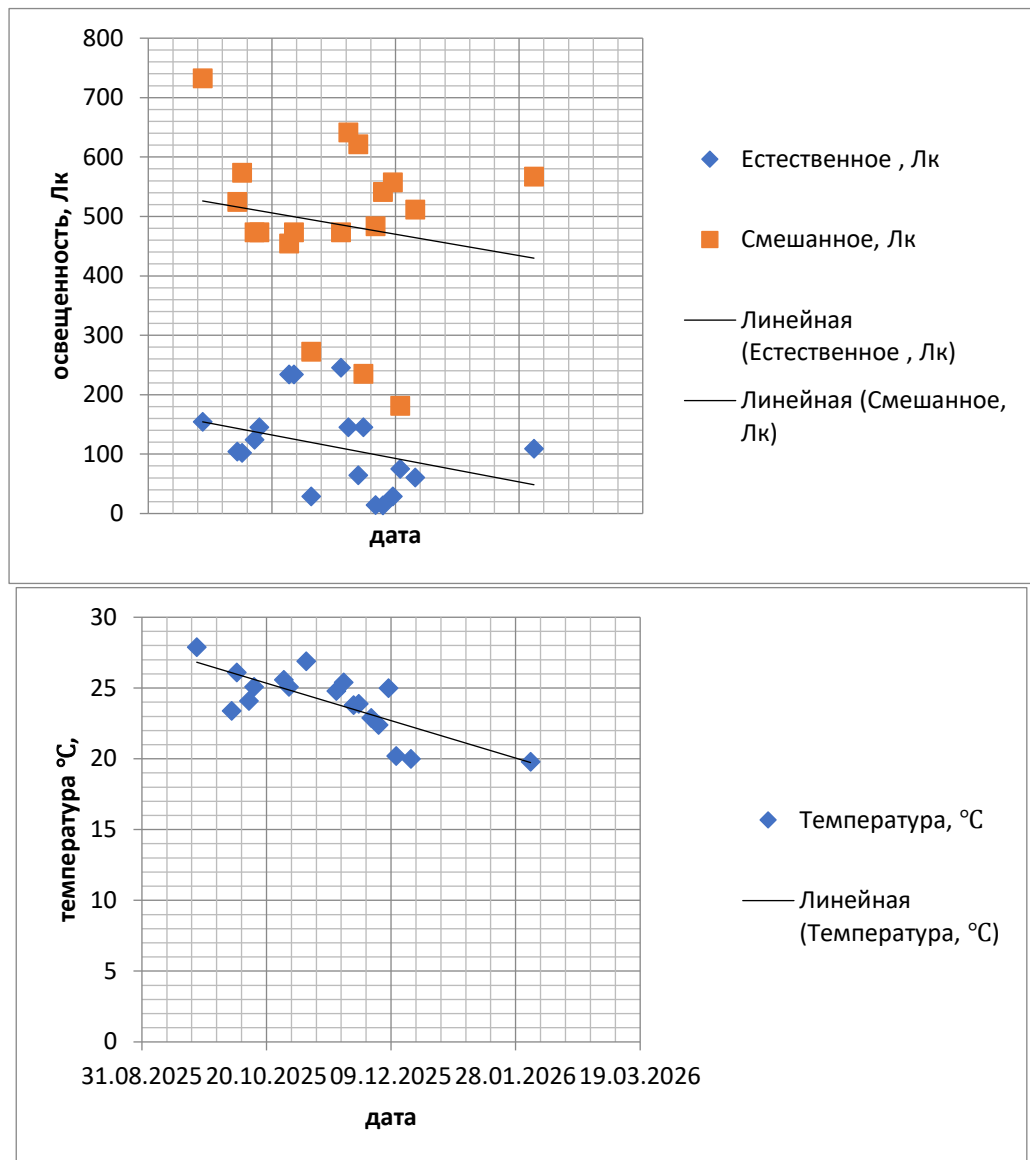 800
700
600
500
400
300
200
100
0
освещенность, Лк
дата
Естественное , Лк
Смешанное, Лк
Линейная
(Естественное , Лк)
Линейная (Смешанное,
Лк)
30
25
20
15
10
5
0
температура ℃,
31.08.2025 20.10.2025 09.12.2025 28.01.2026 19.03.2026
дата
Температура, ℃
Линейная
(Температура, ℃)